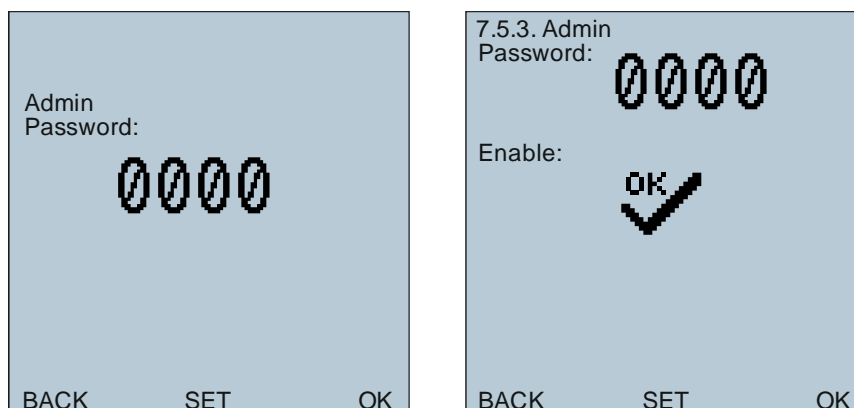 Admin
Password:
0000
BACK SET OK
7.5.3. Admin
Password:
0000
Enable:
OK
BACK SET OK